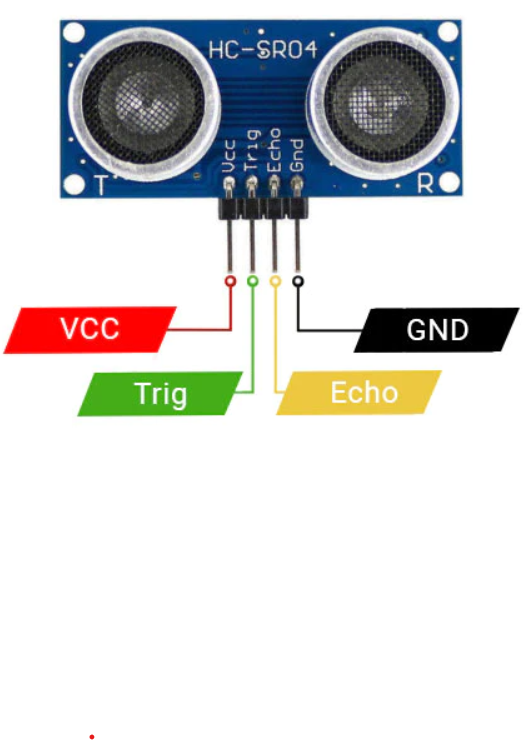 HC-SR04
Vcc
Trig
Echo
Gnd
T
R
VCC
GND
Trig
Echo